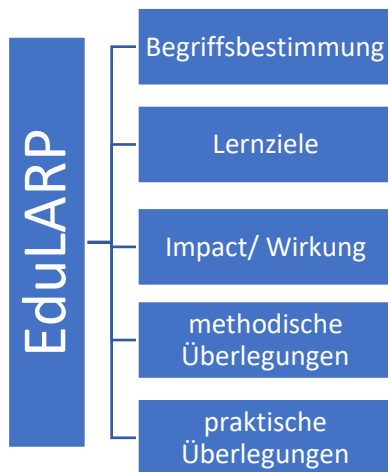 EduLARP
Begriffsbestimmung
Lernziele
Impact/ Wirkung
methodische
Überlegungen
praktische
Überlegungen